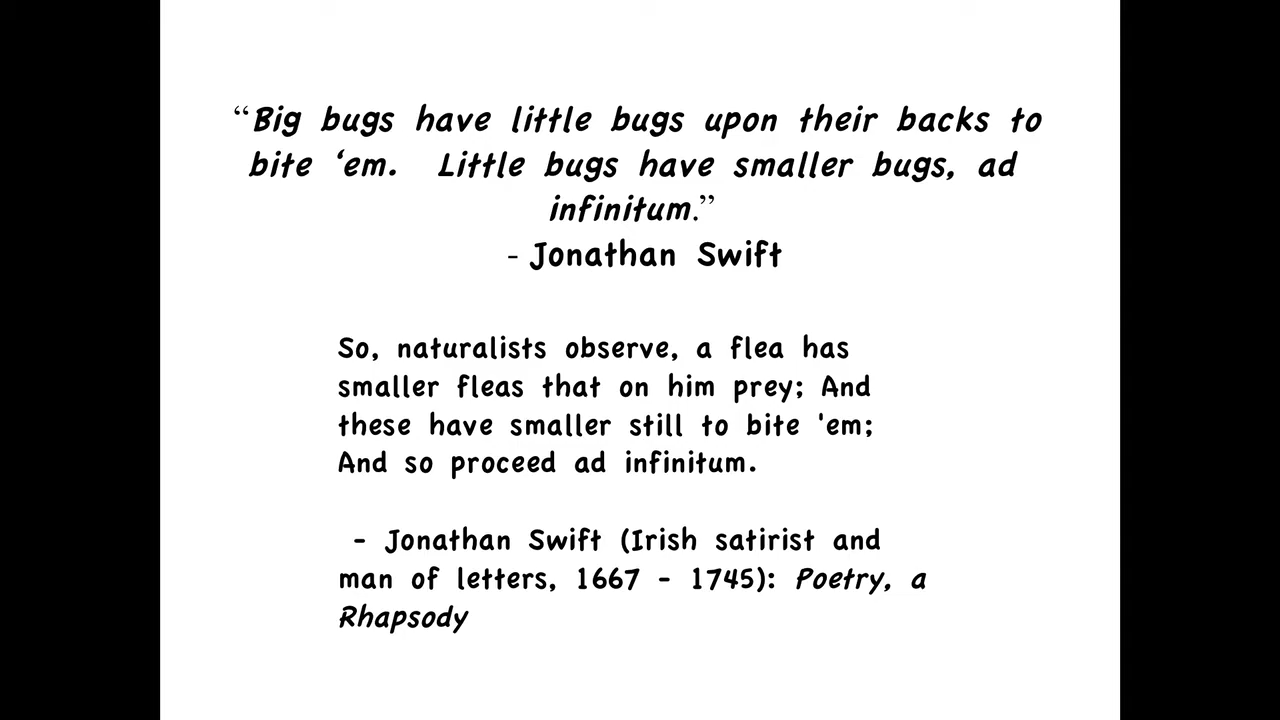 “Big bugs have little bugs upon their backs to
bite ‘em.  Little bugs have smaller bugs, ad
infinitum.”
- Jonathan Swift
So, naturalists observe, a flea has
smaller fleas that on him prey; And
these have smaller still to bite 'em;
And so proceed ad infinitum.
- Jonathan Swift (Irish satirist and
man of letters, 1667 - 1745): Poetry, a
Rhapsody